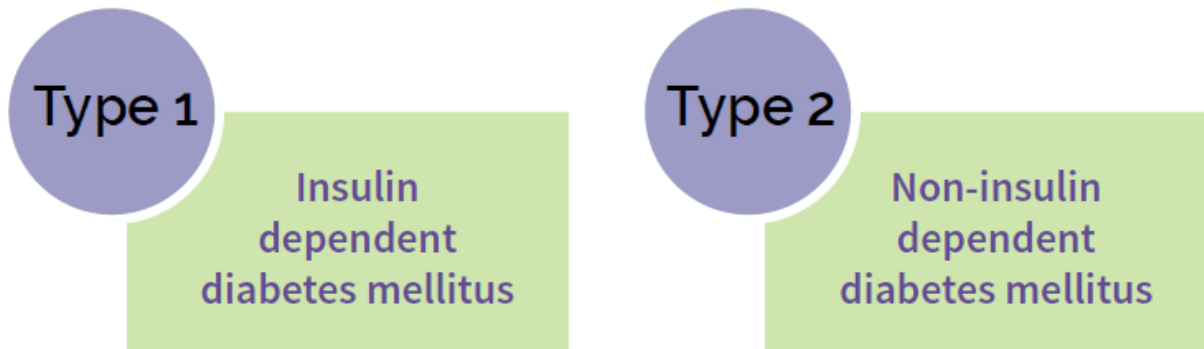 Type 1
Insulin
dependent
diabetes mellitus
Type 2
Non-insulin
dependent
diabetes mellitus